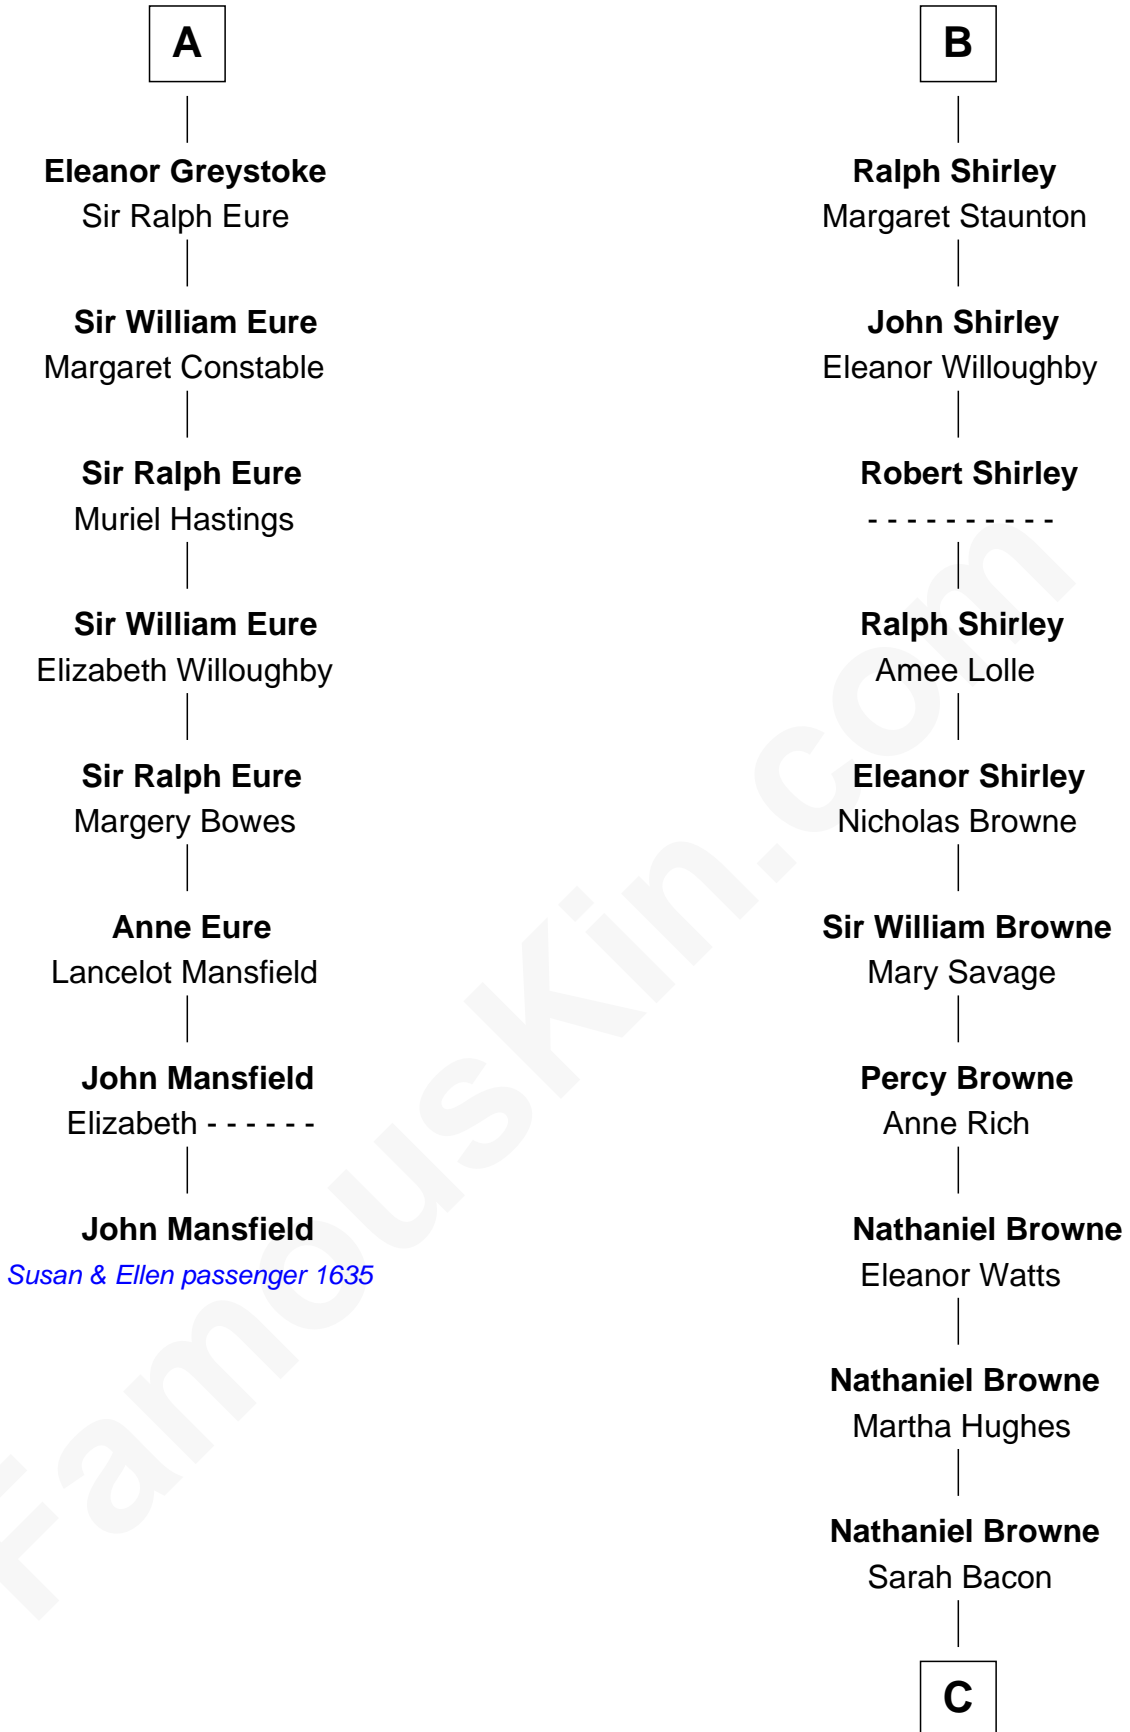 A
Eleanor Greystoke
Sir Ralph Eure
Sir William Eure
Margaret Constable
Sir Ralph Eure
Muriel Hastings
Sir William Eure
Elizabeth Willoughby
Sir Ralph Eure
Margery Bowes
Anne Eure
Lancelot Mansfield
John Mansfield
Elizabeth - - - - - -
John Mansfield
Susan & Ellen passenger 1635
B
Ralph Shirley
Margaret Staunton
John Shirley
Eleanor Willoughby
Robert Shirley
- - - - - - - - - -
Ralph Shirley
Amee Lolle
Eleanor Shirley
Nicholas Browne
Sir William Browne
Mary Savage
Percy Browne
Anne Rich
Nathaniel Browne
Eleanor Watts
Nathaniel Browne
Martha Hughes
Nathaniel Browne
Sarah Bacon
C
FamousKin.com